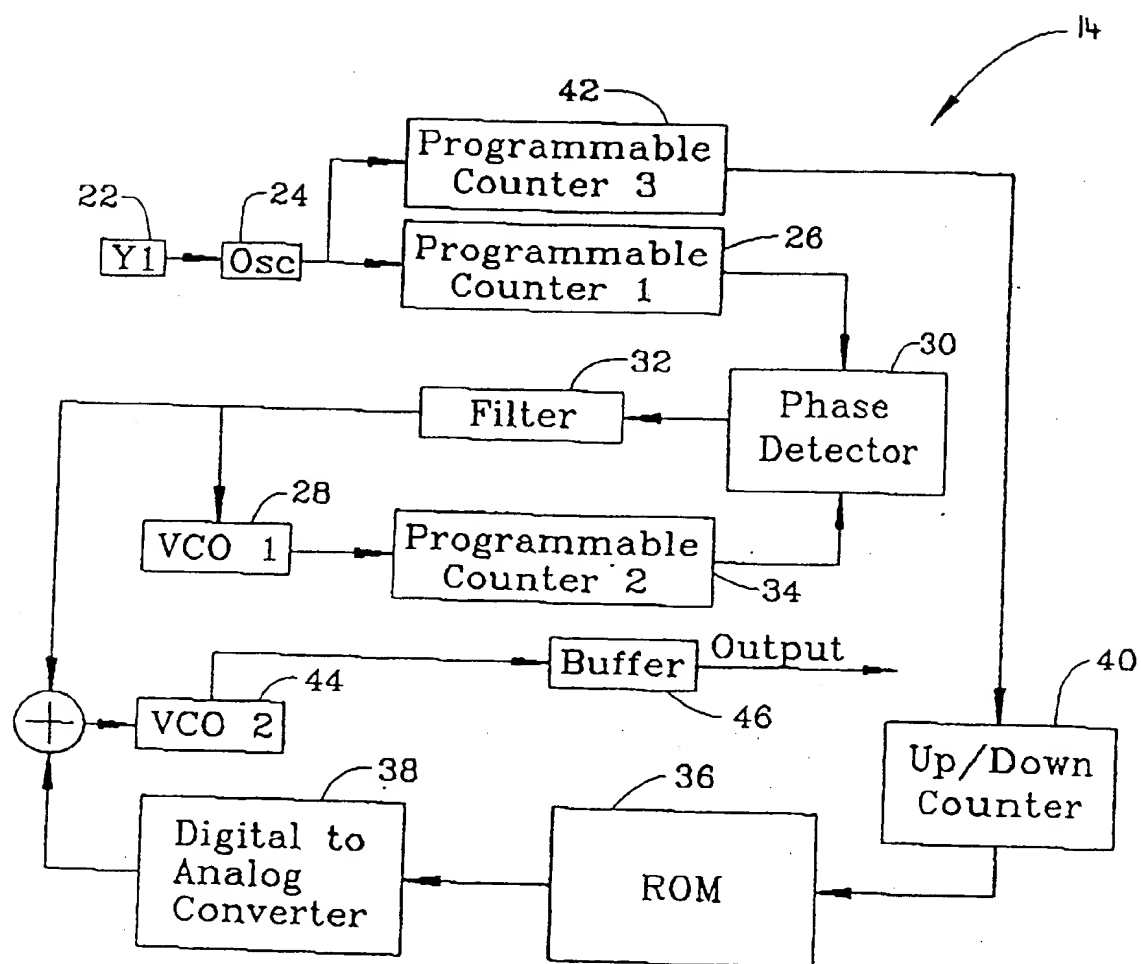 14
42
Programmable
Counter 3
22
24
Y1
Osc
26
Programmable
Counter 1
32
30
Filter
Phase
Detector
28
VCO 1
Programmable
Counter 2
34
Buffer
Output
44
46
40
VCO 2
Up/Down
Counter
38
36
Digital to
Analog
Converter
ROM